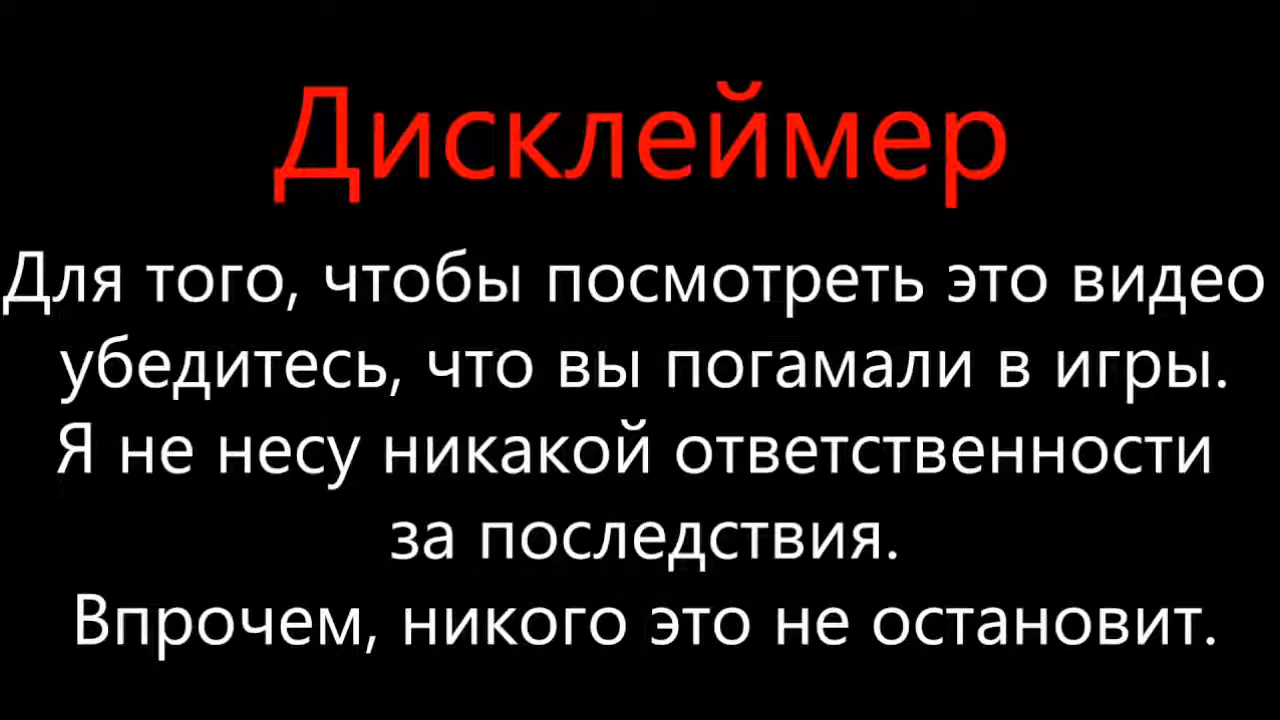 Дисклеймер
Для того, чтобы посмотреть это видео
убедитесь, что вы погамали в игры.
Я не несу никакой ответственности
за последствия.
Впрочем, никого это не остановит.